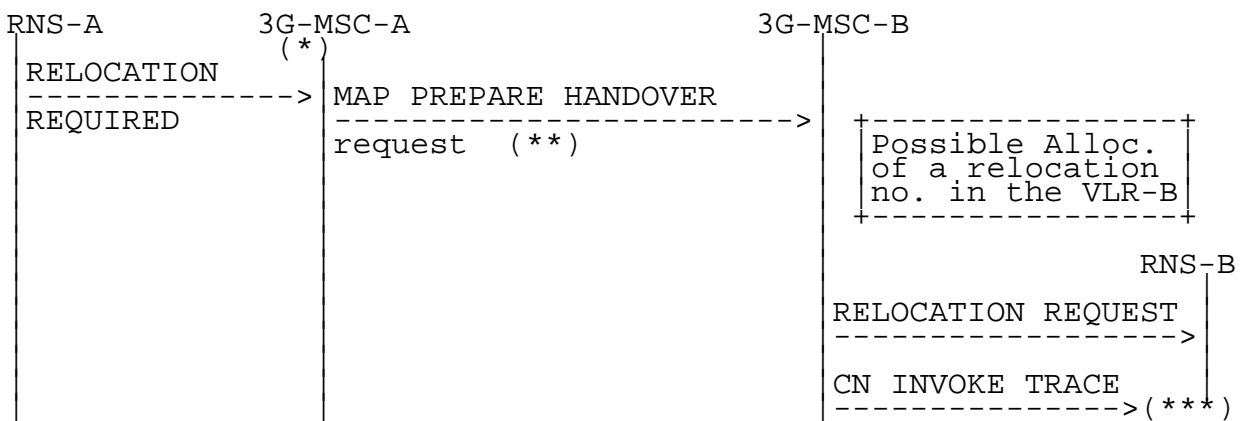 RNS-A 3G-MSC-A 3G-MSC-B
(*)
RELOCATION
-------------->
MAP PREPARE HANDOVER
REQUIRED
------------------------>
request (**)
+-----------------+
Possible Alloc.
of a relocation
no. in the VLR-B
+-----------------+
RNS-B
RELOCATION REQUEST
------------------>
CN INVOKE TRACE
--------------->(***)